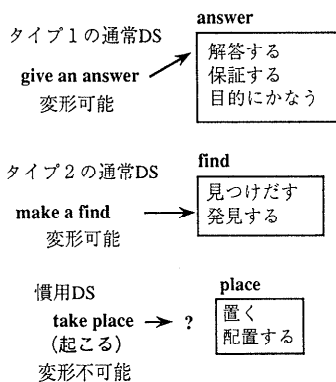 タイプ1の通常DS
give an answer
変形可能
answer
解答する
保証する
目的にかなう
タイプ2の通常DS
make a find
変形可能
find
見つけだす
発見する
慣用DS
take place
(起こる)
変形不可能
?
place
置く
配置する